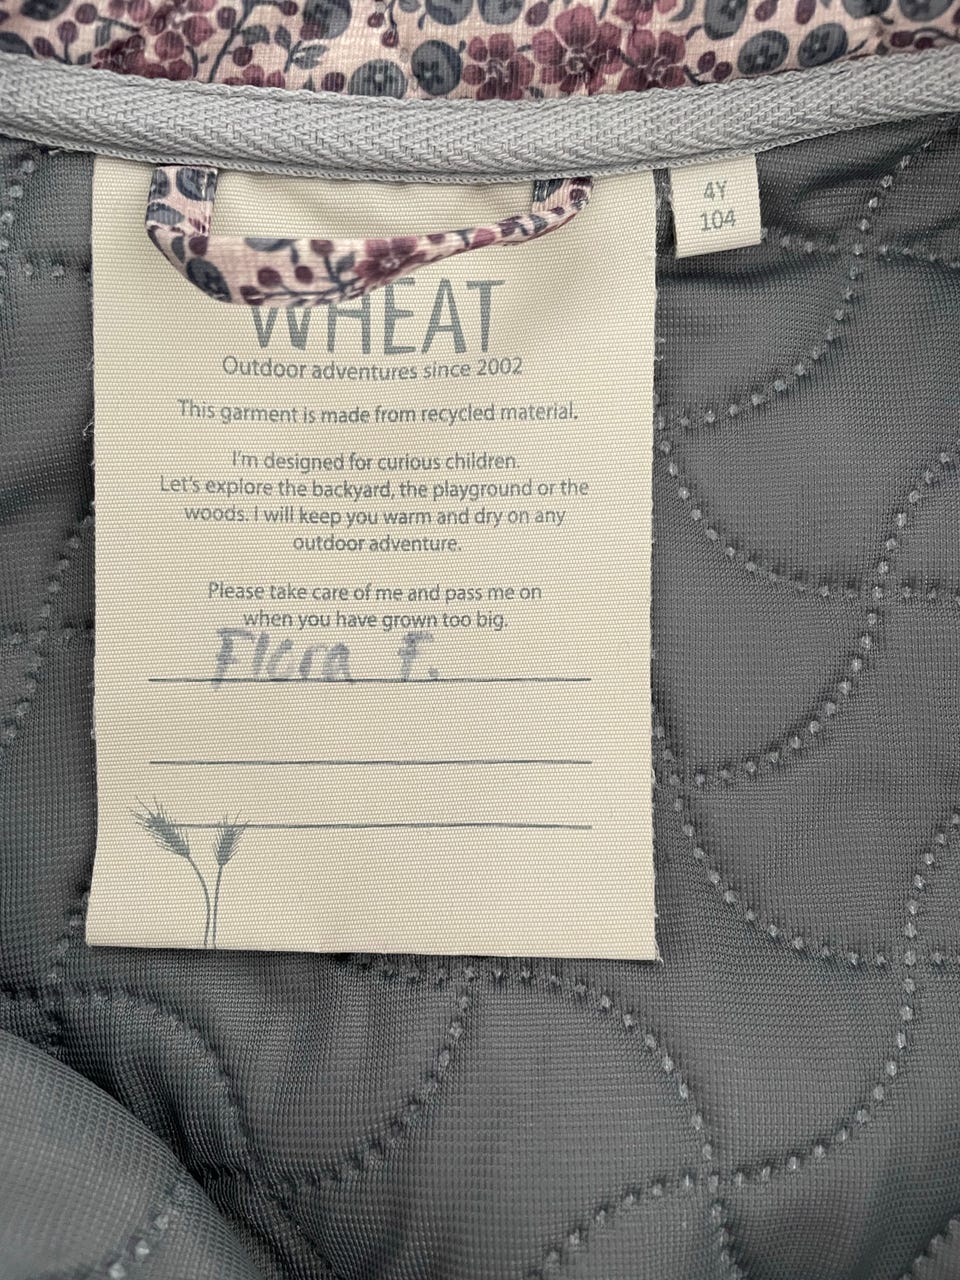 4Y
104
WHEAT
Outdoor adventures since 2002
This garment is made from recycled material.
I'm designed for curious children.
Let's explore the backyard, the playground or the
woods. I will keep you warm and dry on any
outdoor adventure.
Please take care of me and pass me on
when you have grown too big.
Flora F.